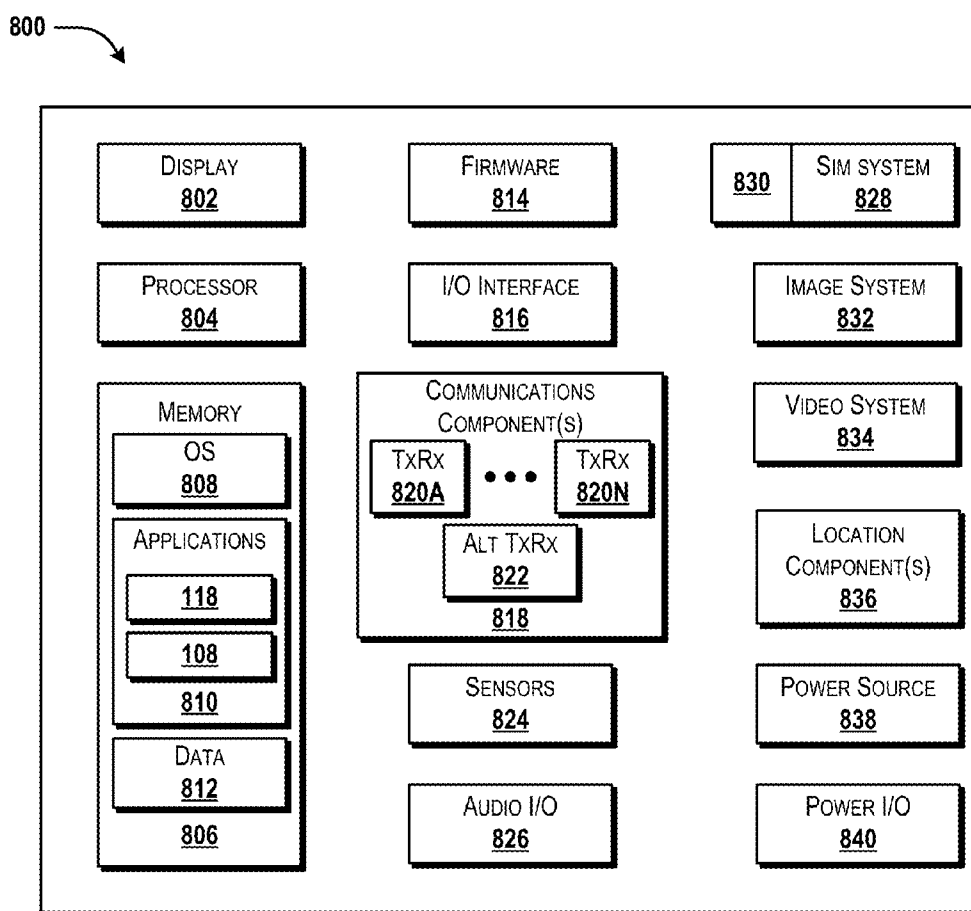 800
DISPLAY
802
FIRMWARE
814
830
SIM SYSTEM
828
PROCESSOR
804
I/O INTERFACE
816
IMAGE SYSTEM
832
MEMORY
OS
808
APPLICATIONS
118
108
810
DATA
812
806
COMMUNICATIONS
COMPONENT(S)
TXRX
820A
TXRX
820N
ALT TXRX
822
818
VIDEO SYSTEM
834
LOCATION
COMPONENT(S)
836
SENSORS
824
POWER SOURCE
838
AUDIO I/O
826
POWER I/O
840